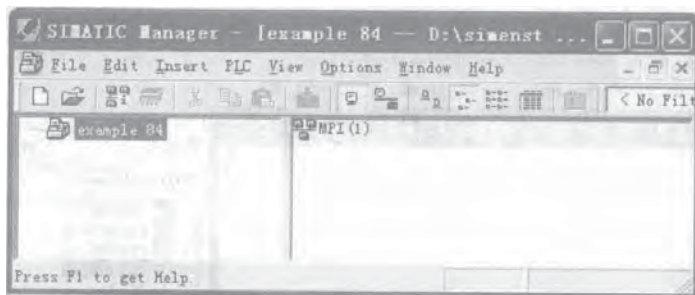 SIMATIC Manager - [example 84 -- D:\simenst ...
File Edit Insert PLC View Options Window Help
< No Filt
example 84
MPI(1)
Press F1 to get Help